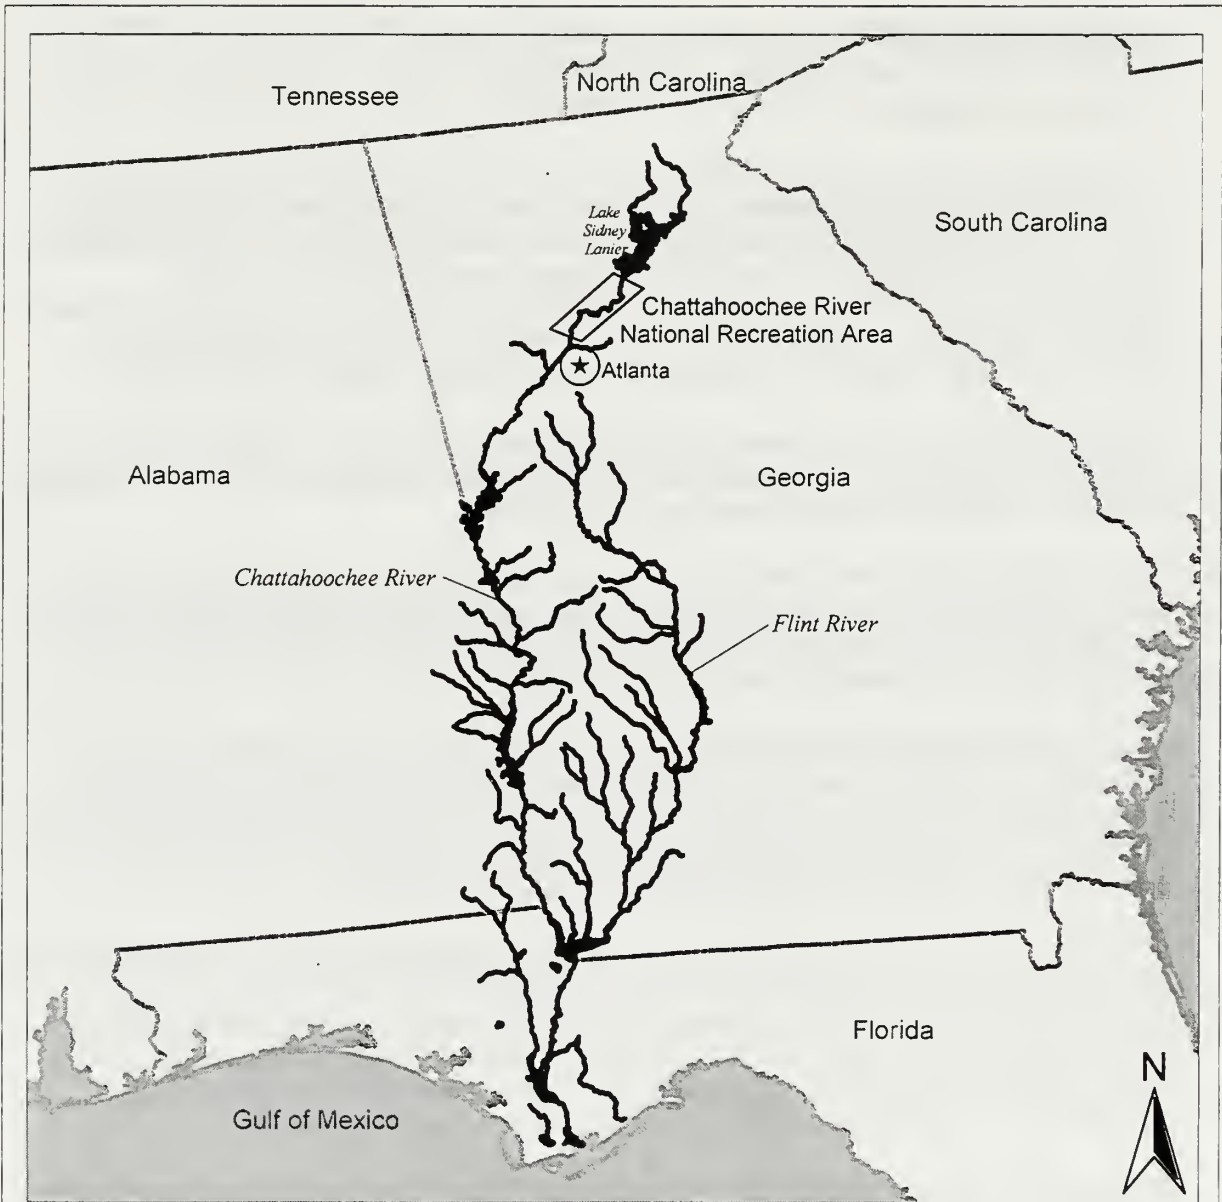 Tennessee
North Carolina
Lake
Sidney
Lanier
South Carolina
Chattahoochee River
National Recreation Area
Atlanta
Alabama
Georgia
Chattahoochee River
Flint River
Florida
N
Gulf of Mexico